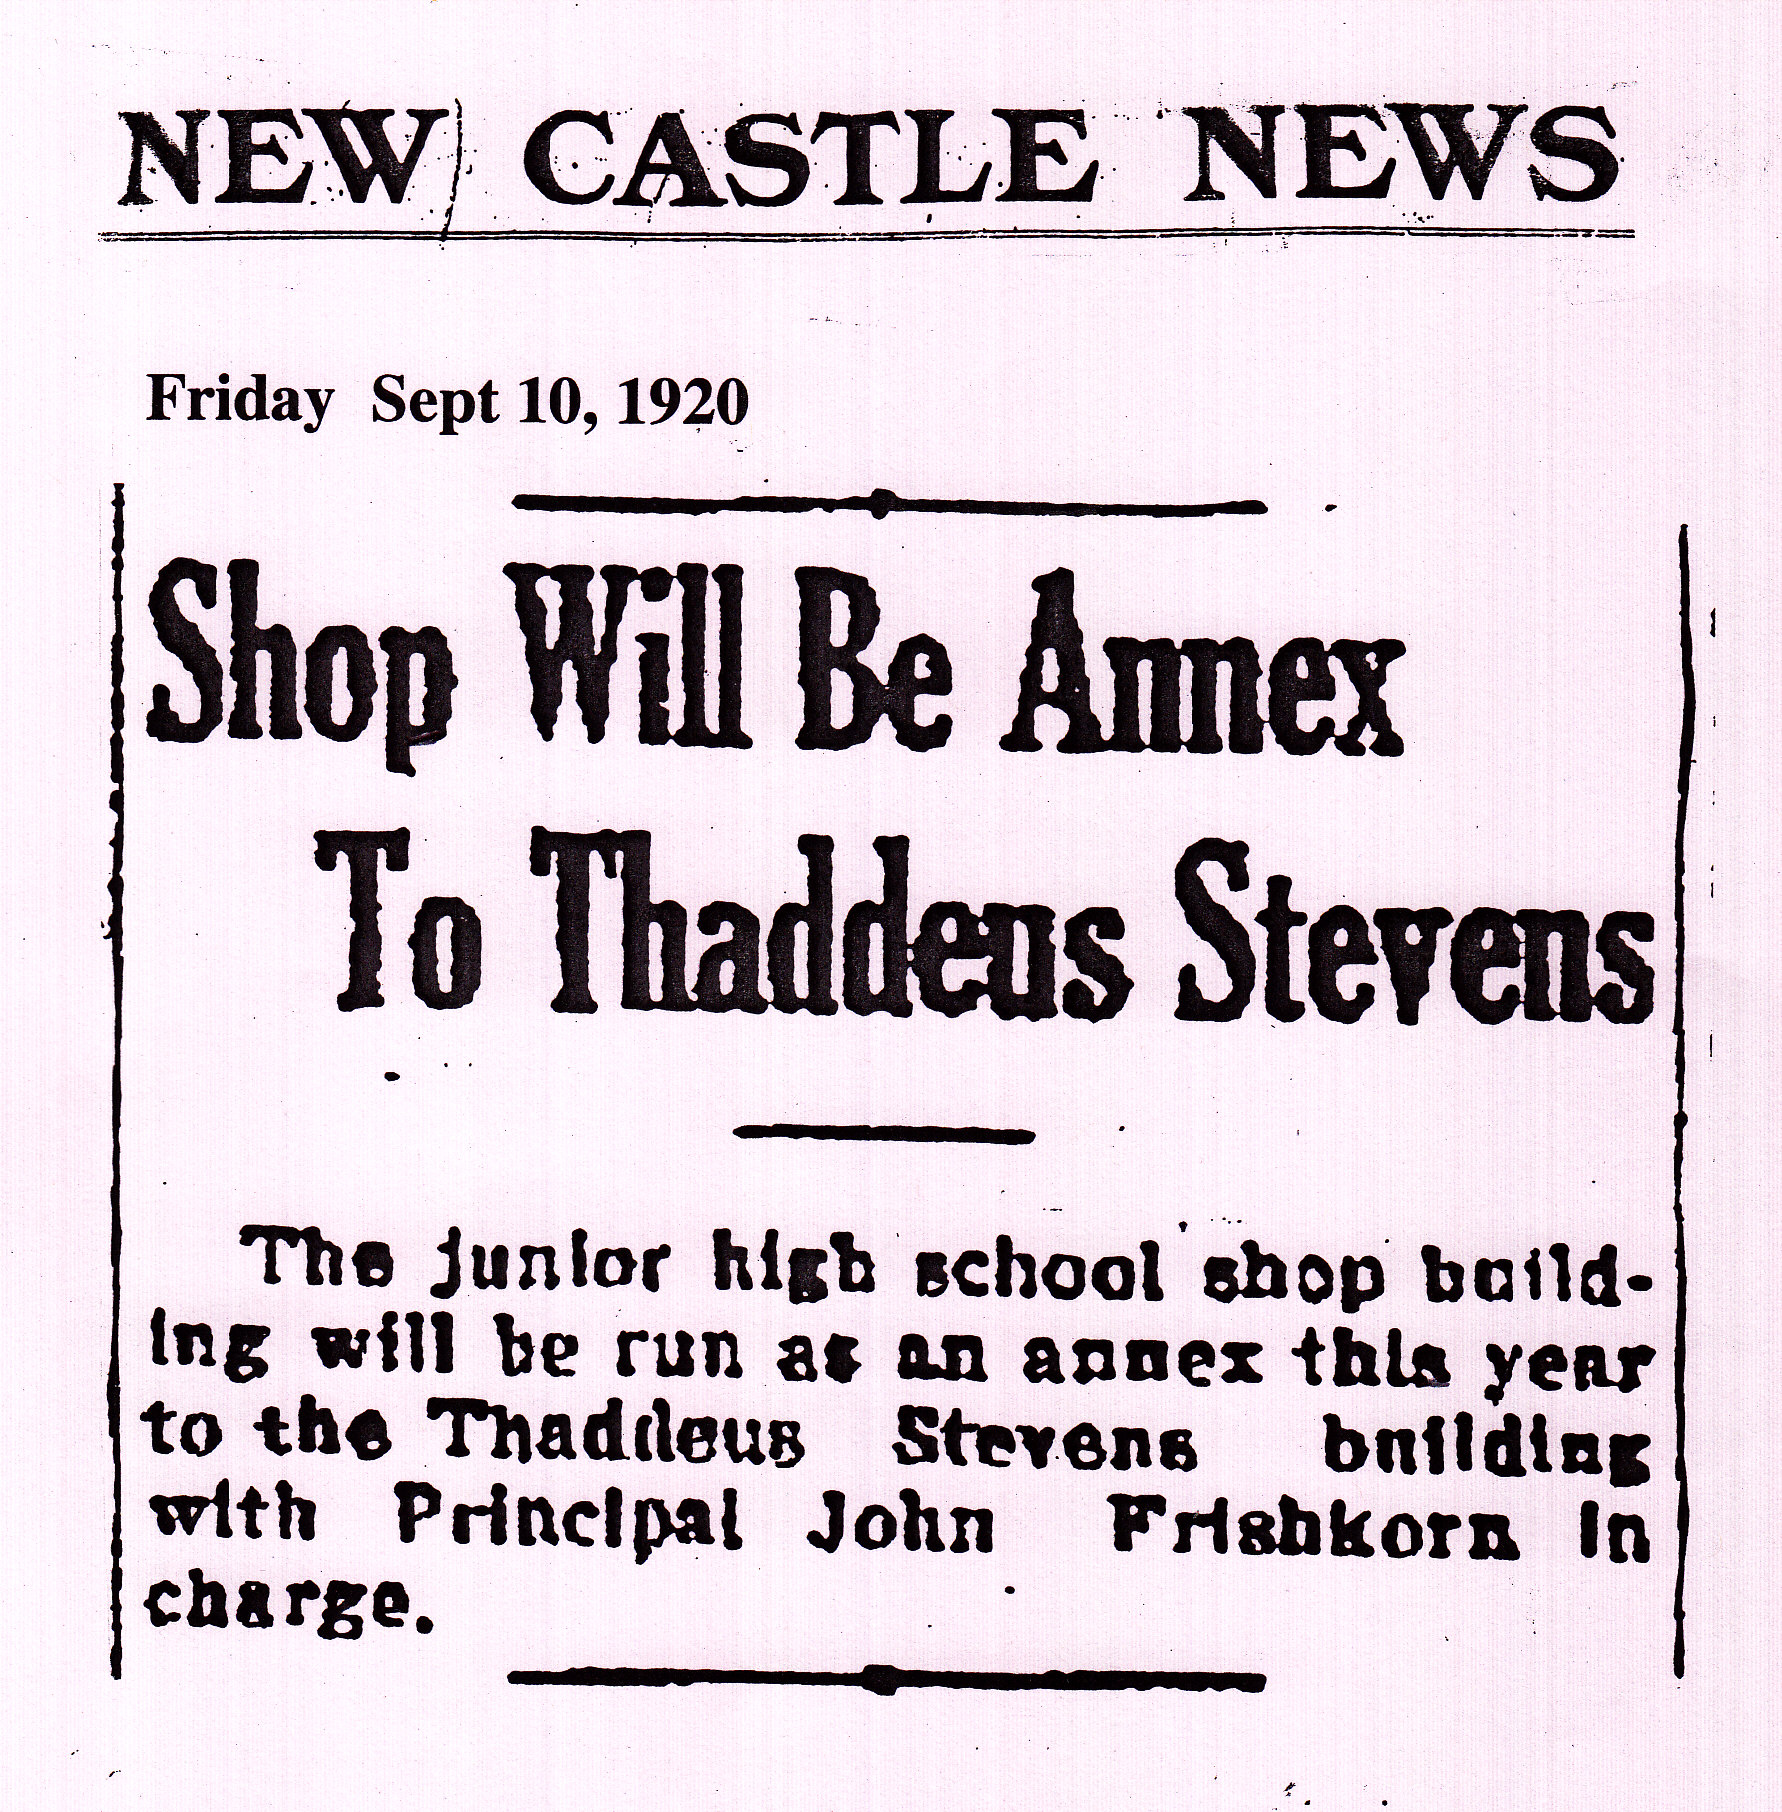 NEW CASTLE NEWS
Friday Sept 10, 1920
Shop Will Be Annex
To Thaddeus Stevens
The junior high school shop build-
ing will be run as an annex this year
to the Thaddeus Stevens building
with Principal John Frishkorn in
charge.